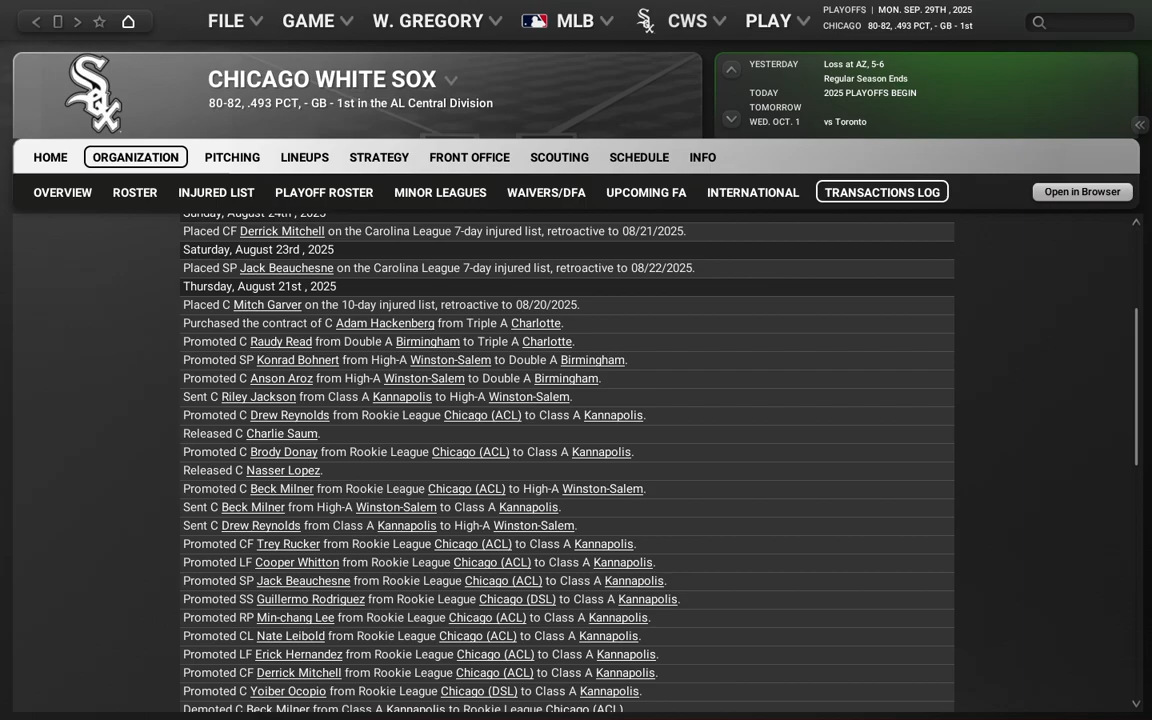 FILE GAME W. GREGORY MLB CWS PLAY
PLAYOFFS | MON. SEP. 29TH , 2025
CHICAGO 80-82, .493 PCT, - GB - 1st
CHICAGO WHITE SOX
80-82, .493 PCT, - GB - 1st in the AL Central Division
YESTERDAY Loss at AZ, 5-6
Regular Season Ends
TODAY 2025 PLAYOFFS BEGIN
TOMORROW
WED. OCT. 1 vs Toronto
HOME ORGANIZATION PITCHING LINEUPS STRATEGY FRONT OFFICE SCOUTING SCHEDULE INFO
OVERVIEW ROSTER INJURED LIST PLAYOFF ROSTER MINOR LEAGUES WAIVERS/DFA UPCOMING FA INTERNATIONAL TRANSACTIONS LOG Open in Browser
Sunday, August 24th , 2025
Placed CF Derrick Mitchell on the Carolina League 7-day injured list, retroactive to 08/21/2025.
Saturday, August 23rd , 2025
Placed SP Jack Beauchesne on the Carolina League 7-day injured list, retroactive to 08/22/2025.
Thursday, August 21st , 2025
Placed C Mitch Garver on the 10-day injured list, retroactive to 08/20/2025.
Purchased the contract of C Adam Hackenberg from Triple A Charlotte.
Promoted C Raudy Read from Double A Birmingham to Triple A Charlotte.
Promoted SP Konrad Bohnert from High-A Winston-Salem to Double A Birmingham.
Promoted C Anson Aroz from High-A Winston-Salem to Double A Birmingham.
Sent C Riley Jackson from Class A Kannapolis to High-A Winston-Salem.
Promoted C Drew Reynolds from Rookie League Chicago (ACL) to Class A Kannapolis.
Released C Charlie Saum.
Promoted C Brody Donay from Rookie League Chicago (ACL) to Class A Kannapolis.
Released C Nasser Lopez.
Promoted C Beck Milner from Rookie League Chicago (ACL) to High-A Winston-Salem.
Sent C Beck Milner from High-A Winston-Salem to Class A Kannapolis.
Sent C Drew Reynolds from Class A Kannapolis to High-A Winston-Salem.
Promoted CF Trey Rucker from Rookie League Chicago (ACL) to Class A Kannapolis.
Promoted LF Cooper Whitton from Rookie League Chicago (ACL) to Class A Kannapolis.
Promoted SP Jack Beauchesne from Rookie League Chicago (ACL) to Class A Kannapolis.
Promoted SS Guillermo Rodriguez from Rookie League Chicago (DSL) to Class A Kannapolis.
Promoted RP Min-chang Lee from Rookie League Chicago (ACL) to Class A Kannapolis.
Promoted CL Nate Leibold from Rookie League Chicago (ACL) to Class A Kannapolis.
Promoted LF Erick Hernandez from Rookie League Chicago (ACL) to Class A Kannapolis.
Promoted CF Derrick Mitchell from Rookie League Chicago (ACL) to Class A Kannapolis.
Promoted C Yoiber Ocopio from Rookie League Chicago (DSL) to Class A Kannapolis.
Demoted C Beck Milner from Class A Kannapolis to Rookie League Chicago (ACL).